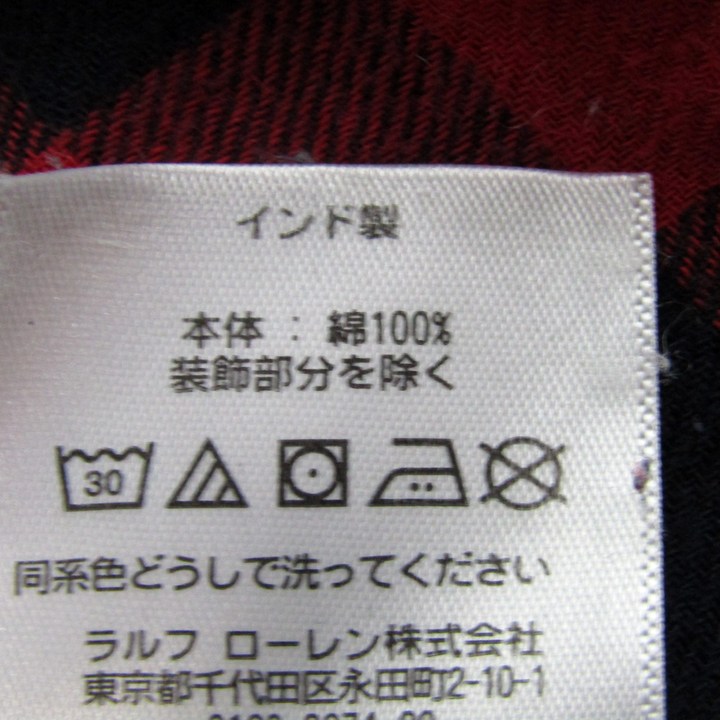 インド製
本体 : 綿100%
装飾部分を除く
30
同系色どうしで洗ってください
ラルフ ローレン株式会社
東京都千代田区永田町2-10-1